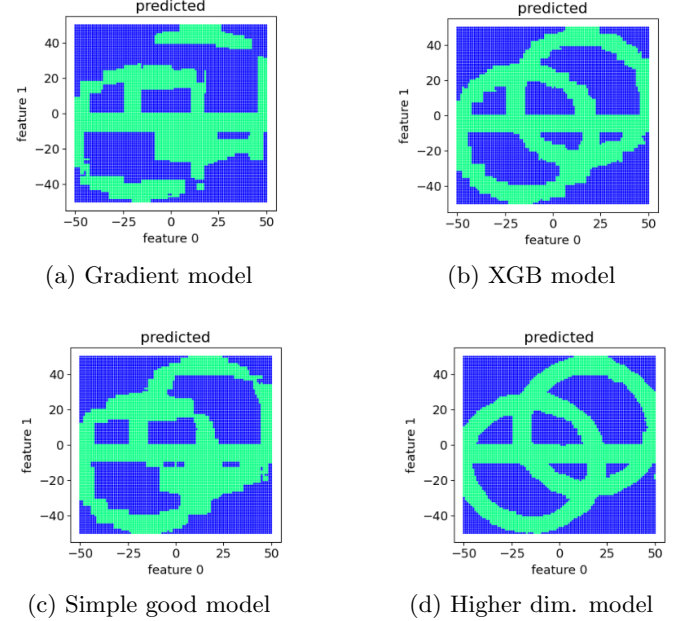 predicted
feature 1
40
20
0
−20
−40
−50
−25
0
25
50
feature 0
(a) Gradient model
predicted
feature 1
40
20
0
−20
−40
−50
−25
0
25
50
feature 0
(b) XGB model
predicted
feature 1
40
20
0
−20
−40
−50
−25
0
25
50
feature 0
(c) Simple good model
predicted
feature 1
40
20
0
−20
−40
−50
−25
0
25
50
feature 0
(d) Higher dim. model